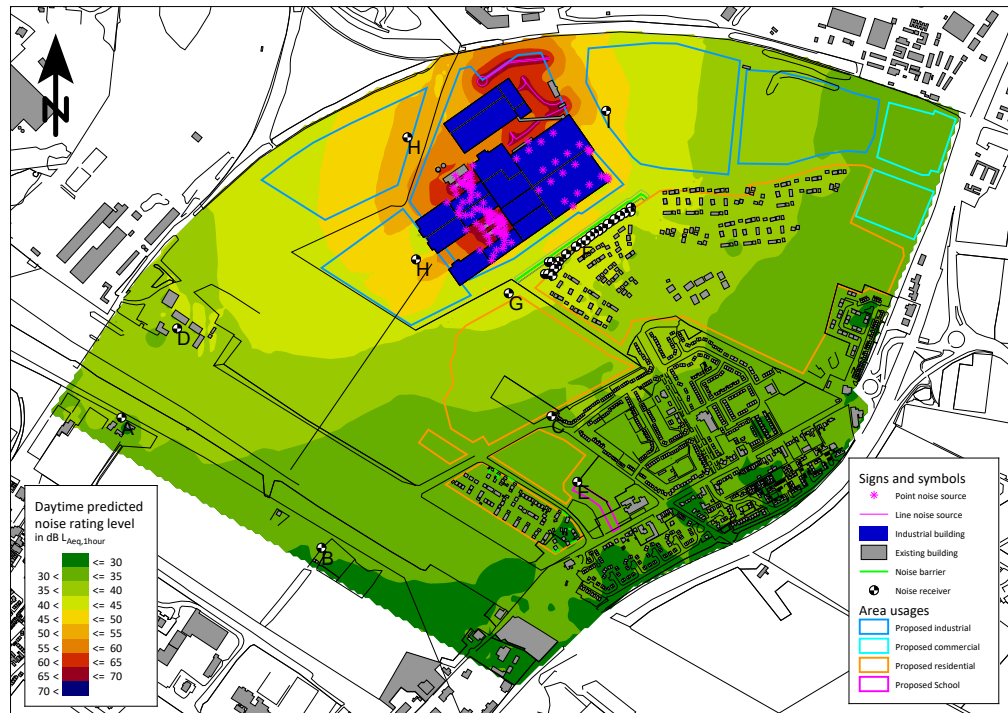 N
H
I
H
F
G
D
A
C
E
B
Daytime predicted
noise rating level
in dB L Aeq,1hour
<= 30
30 < <= 35
35 < <= 40
40 < <= 45
45 < <= 50
50 < <= 55
55 < <= 60
60 < <= 65
65 < <= 70
70 <
Signs and symbols
Point noise source
Line noise source
Industrial building
Existing building
Noise barrier
Noise receiver
Area usages
Proposed industrial
Proposed commercial
Proposed residential
Proposed School